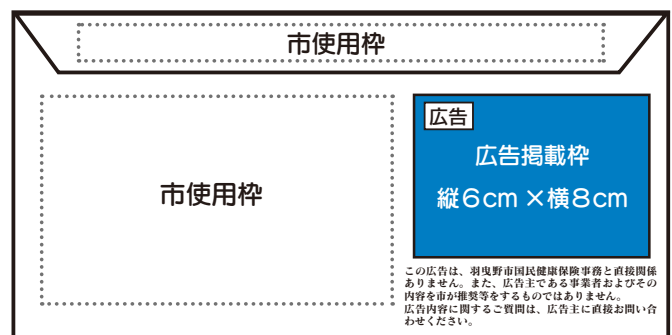 市使用枠
市使用枠
広告
広告掲載枠
縦6cm×横8cm
この広告は、羽曳野市国民健康保険事務と直接関係
ありません。また、広告主である事業者およびその
内容を市が推奨等をするものではありません。
広告内容に関するご質問は、広告主に直接お問い合
わせください。